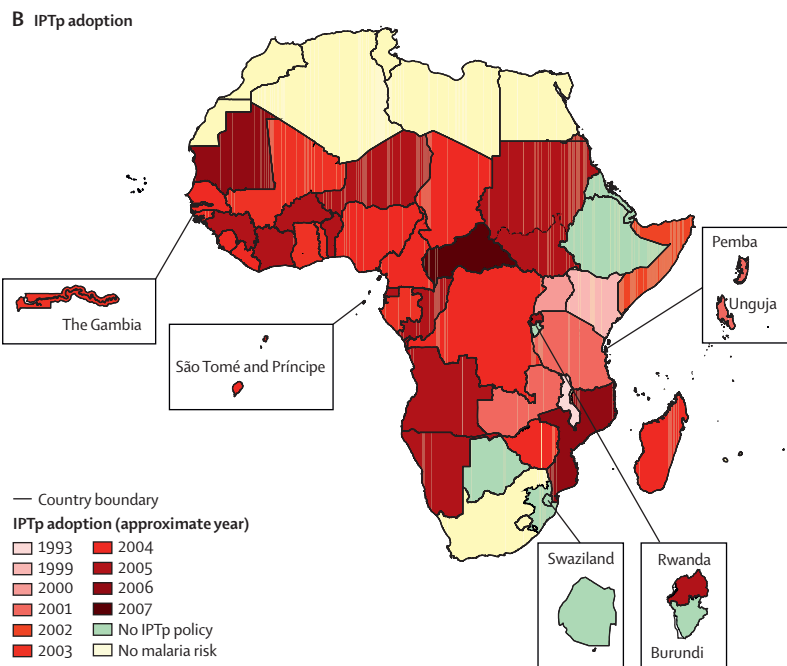 B IPTp adoption
Pemba
Unguja
The Gambia
São Tomé and Príncipe
Country boundary
IPTp adoption (approximate year)
1993
1999
2000
2001
2002
2003
2004
2005
2006
2007
No IPTp policy
No malaria risk
Swaziland
Rwanda
Burundi